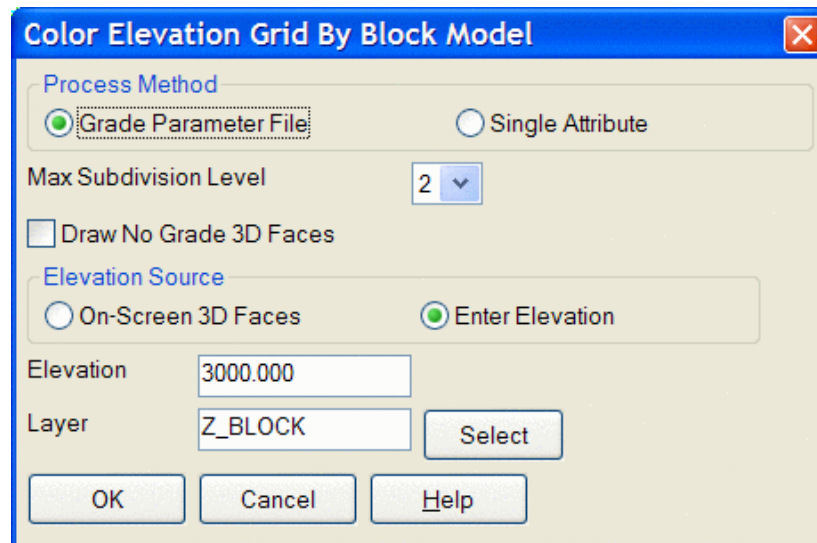 Color Elevation Grid By Block Model
Process Method
Grade Parameter File Single Attribute
Max Subdivision Level 2
Draw No Grade 3D Faces
Elevation Source
On-Screen 3D Faces Enter Elevation
Elevation 3000.000
Layer Z_BLOCK Select
OK Cancel Help